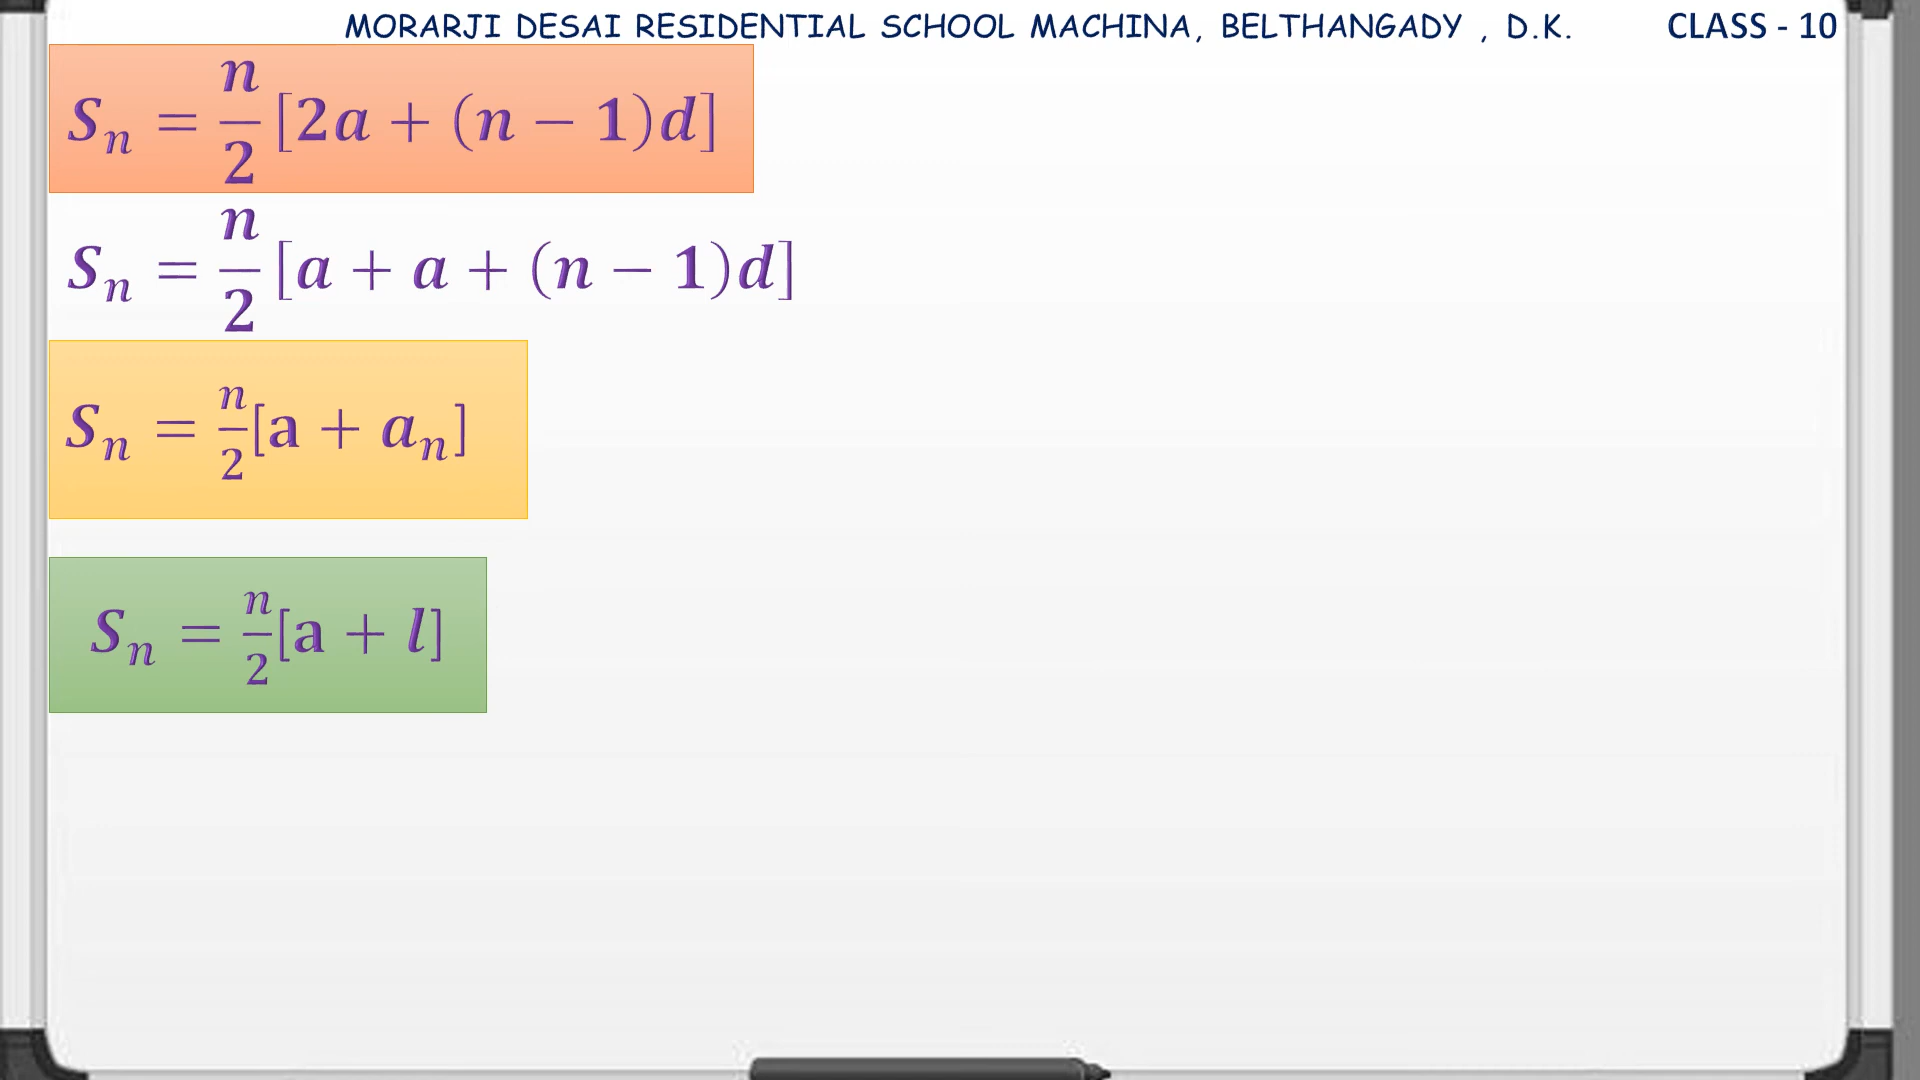 MORARJI DESAI RESIDENTIAL SCHOOL MACHINA, BELTHANGADY , D.K. CLASS - 10
Sₙ = n/2 [2a + (n − 1)d]
Sₙ = n/2 [a + a + (n − 1)d]
Sₙ = n/2 [a + aₙ]
Sₙ = n/2 [a + l]